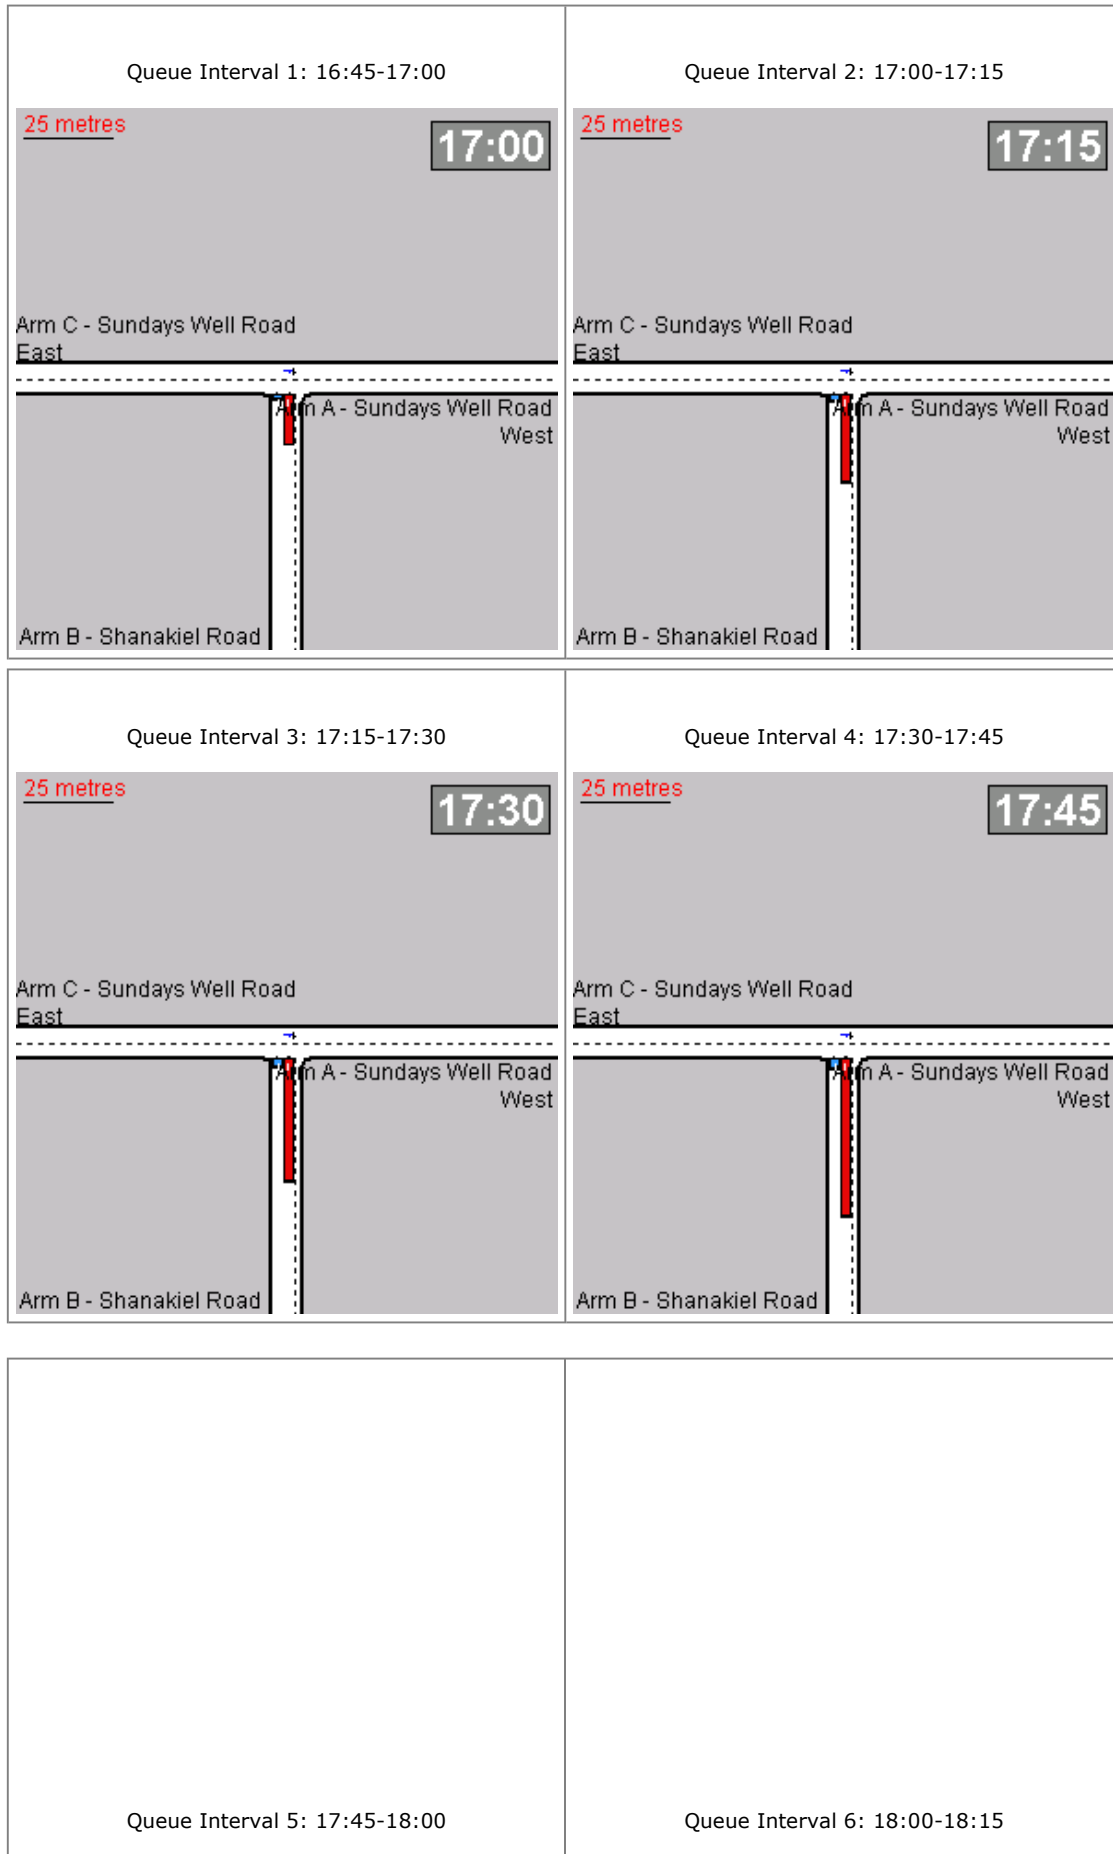 Queue Interval 1: 16:45-17:00
25 metres
17:00
Arm C - Sundays Well Road
East
Arm A - Sundays Well Road
West
Arm B - Shanakiel Road
Queue Interval 2: 17:00-17:15
25 metres
17:15
Arm C - Sundays Well Road
East
Arm A - Sundays Well Road
West
Arm B - Shanakiel Road
Queue Interval 3: 17:15-17:30
25 metres
17:30
Arm C - Sundays Well Road
East
Arm A - Sundays Well Road
West
Arm B - Shanakiel Road
Queue Interval 4: 17:30-17:45
25 metres
17:45
Arm C - Sundays Well Road
East
Arm A - Sundays Well Road
West
Arm B - Shanakiel Road
Queue Interval 5: 17:45-18:00
Queue Interval 6: 18:00-18:15